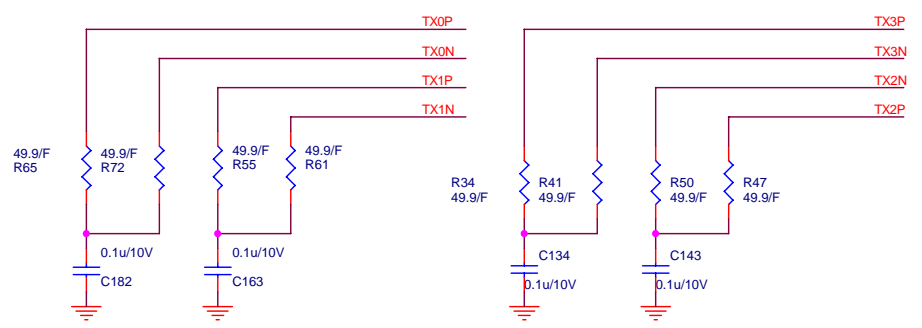 TX0P
TX0N
TX1P
TX1N
TX3P
TX3N
TX2N
TX2P
49.9/F
R65
49.9/F
R72
49.9/F
R55
49.9/F
R61
R34
49.9/F
R41
49.9/F
R50
49.9/F
R47
49.9/F
0.1u/10V
C182
0.1u/10V
C163
C134
0.1u/10V
C143
0.1u/10V